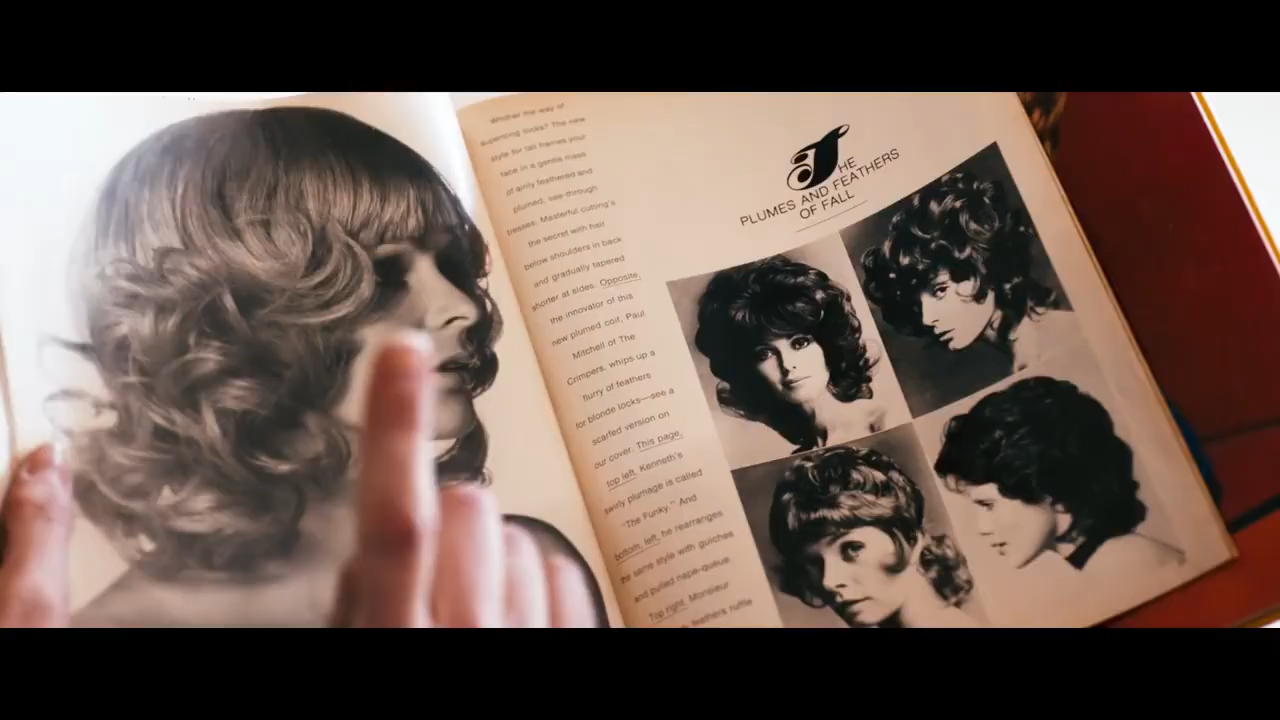 Whither the way of
superlong locks? The new
style for fall frames your
face in a gentle mass
of airily feathered and
plumed, see-through
tresses. Masterful cutting's
the secret with hair
below shoulders in back
and gradually tapered
shorter at sides. Opposite,
the innovator of this
new plumed coif, Paul
Mitchell of The
Crimpers, whips up a
flurry of feathers
for blonde locks—see a
scarfed version on
our cover. This page,
top left, Kenneth's
swirly plumage is called
"The Funky." And
bottom, left, he rearranges
the same style with guiches
and pulled nape-queue.
Top right, Monsieur
feathers ruffle
THE
PLUMES AND FEATHERS
OF FALL